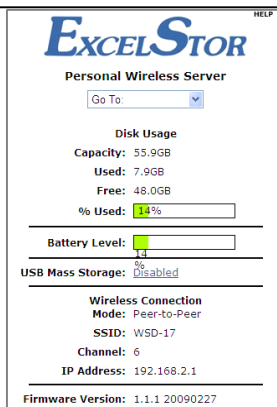 HELP
EXCELSTOR
Personal Wireless Server
Go To:
Disk Usage
Capacity: 55.9GB
Used: 7.9GB
Free: 48.0GB
% Used: 14%
Battery Level: 14
%
USB Mass Storage: Disabled
Wireless Connection
Mode: Peer-to-Peer
SSID: WSD-17
Channel: 6
IP Address: 192.168.2.1
Firmware Version: 1.1.1 20090227